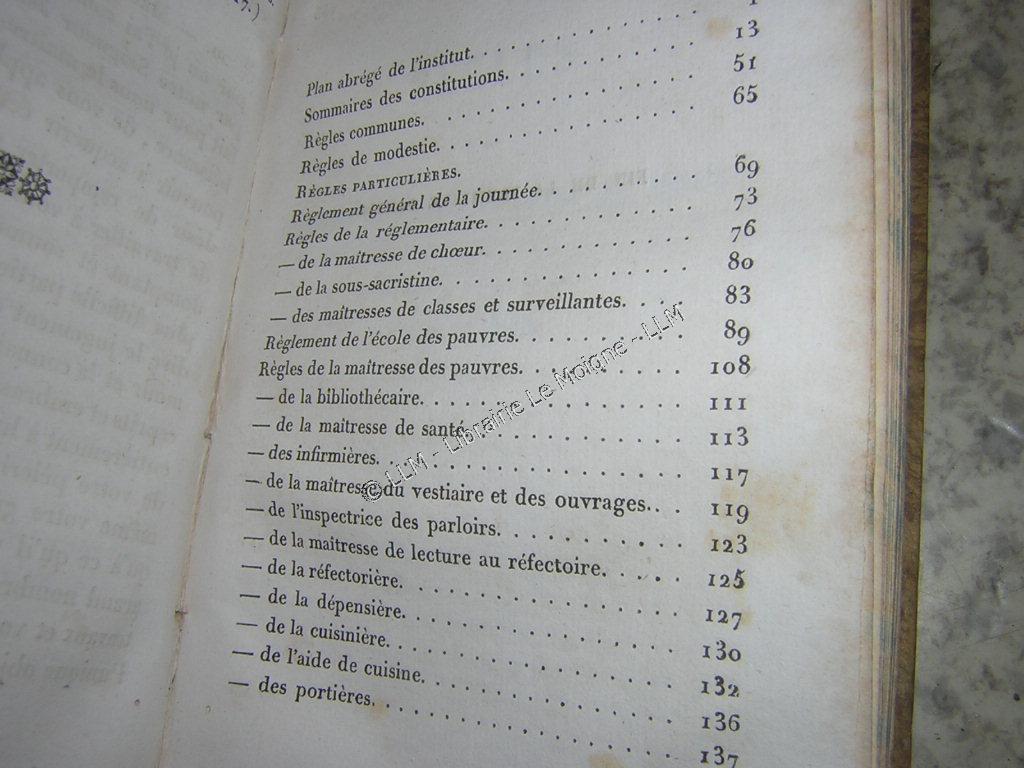 17.)
Plan abrégé de l'institut. . . . . . . . . . . . 1
Sommaires des constitutions. . . . . . . . . . 13
Règles communes. . . . . . . . . . . . . . 51
Règles de modestie. . . . . . . . . . . . . 65
RÈGLES PARTICULIÈRES.
Règlement général de la journée. . . . . . . . 69
Règles de la réglementaire. . . . . . . . . . . 73
— de la maîtresse de chœur. . . . . . . . . . . 76
— de la sous-sacristine. . . . . . . . . . . . . 80
— des maîtresses de classes et surveillantes. . . . 83
Règlement de l'école des pauvres. . . . . . . . . 89
Règles de la maîtresse des pauvres. . . . . . . . 108
— de la bibliothécaire. . . . . . . . . . . . . 111
— de la maîtresse de santé. . . . . . . . . . . 113
— des infirmières. . . . . . . . . . . . . . . 117
— de la maîtresse du vestiaire et des ouvrages. . . 119
— de l'inspectrice des parloirs. . . . . . . . . 123
— de la maîtresse de lecture au réfectoire. . . . . 125
— de la réfectorière. . . . . . . . . . . . . . 127
— de la dépensière. . . . . . . . . . . . . . 130
— de la cuisinière. . . . . . . . . . . . . . . 132
— de l'aide de cuisine. . . . . . . . . . . . . 136
— des portières. . . . . . . . . . . . . . . . 137
© LLM - Librairie Le Moigne - LLM